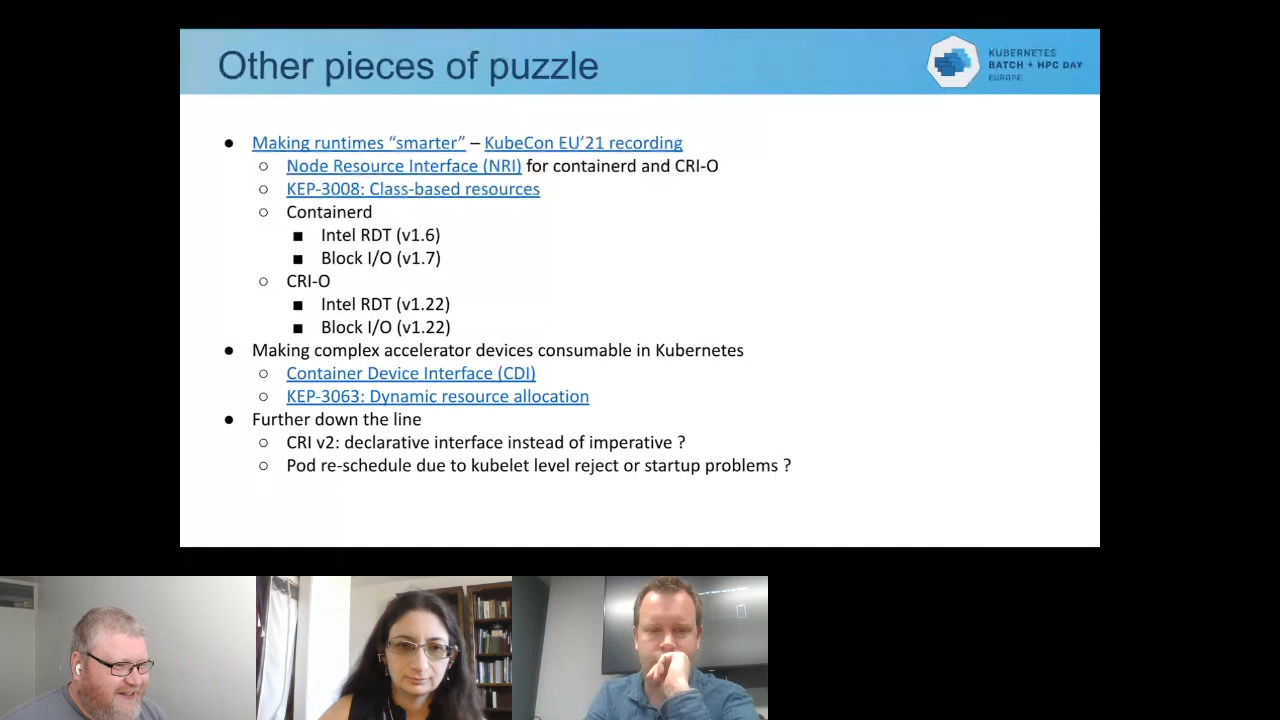 Other pieces of puzzle
KUBERNETES
BATCH + HPC DAY
EUROPE
● Making runtimes “smarter” – KubeCon EU’21 recording
○ Node Resource Interface (NRI) for containerd and CRI-O
○ KEP-3008: Class-based resources
○ Containerd
■ Intel RDT (v1.6)
■ Block I/O (v1.7)
○ CRI-O
■ Intel RDT (v1.22)
■ Block I/O (v1.22)
● Making complex accelerator devices consumable in Kubernetes
○ Container Device Interface (CDI)
○ KEP-3063: Dynamic resource allocation
● Further down the line
○ CRI v2: declarative interface instead of imperative ?
○ Pod re-schedule due to kubelet level reject or startup problems ?